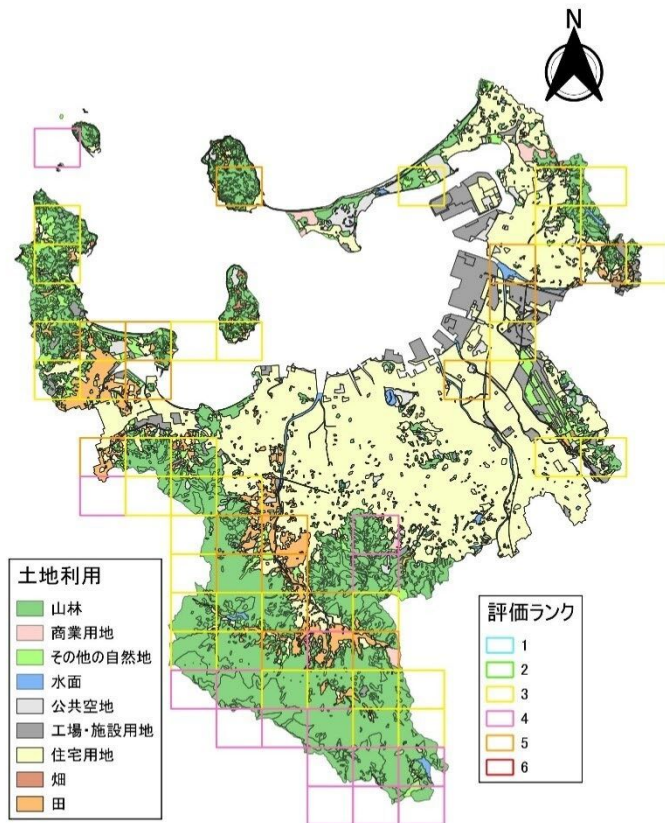 N
土地利用
山林
商業用地
その他の自然地
水面
公共空地
工場・施設用地
住宅用地
畑
田
評価ランク
1
2
3
4
5
6